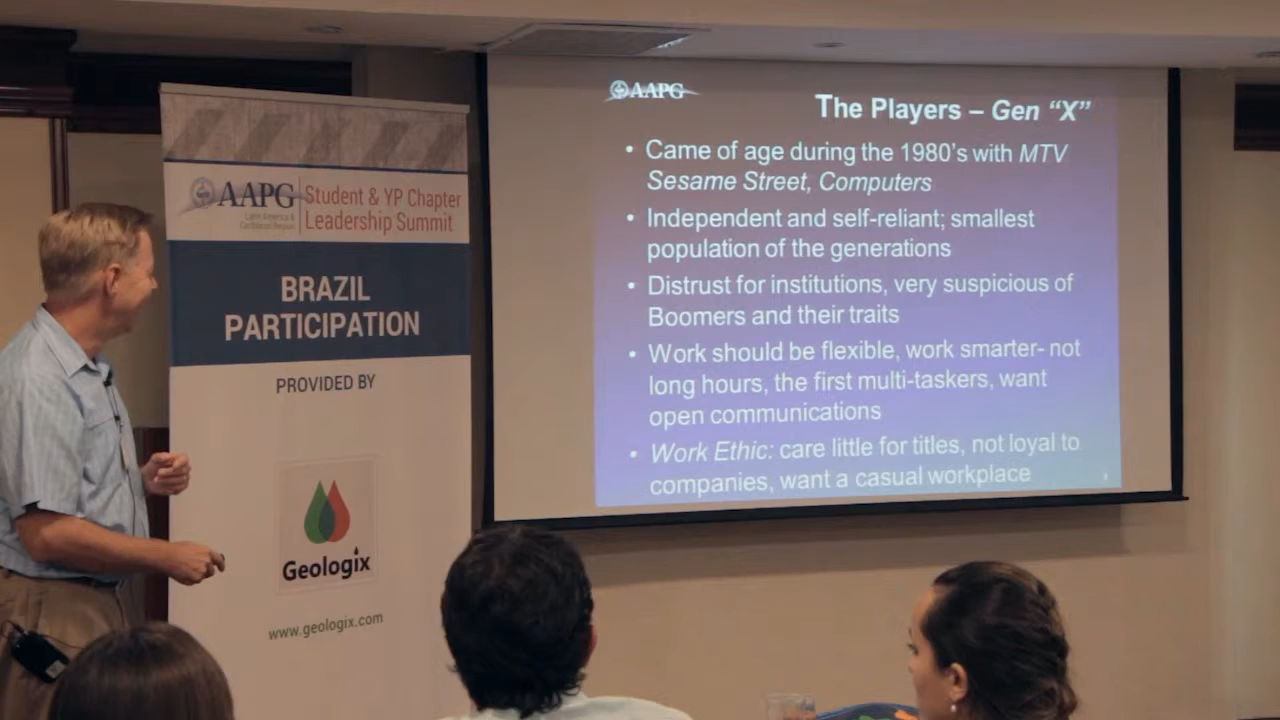 AAPG
Latin America &
Caribbean Region
Student & YP Chapter
Leadership Summit
BRAZIL
PARTICIPATION
PROVIDED BY
Geologix
www.geologix.com
AAPG
The Players – Gen “X”
• Came of age during the 1980’s with MTV
Sesame Street, Computers
• Independent and self-reliant; smallest
population of the generations
• Distrust for institutions, very suspicious of
Boomers and their traits
• Work should be flexible, work smarter- not
long hours, the first multi-taskers, want
open communications
• Work Ethic: care little for titles, not loyal to
companies, want a casual workplace